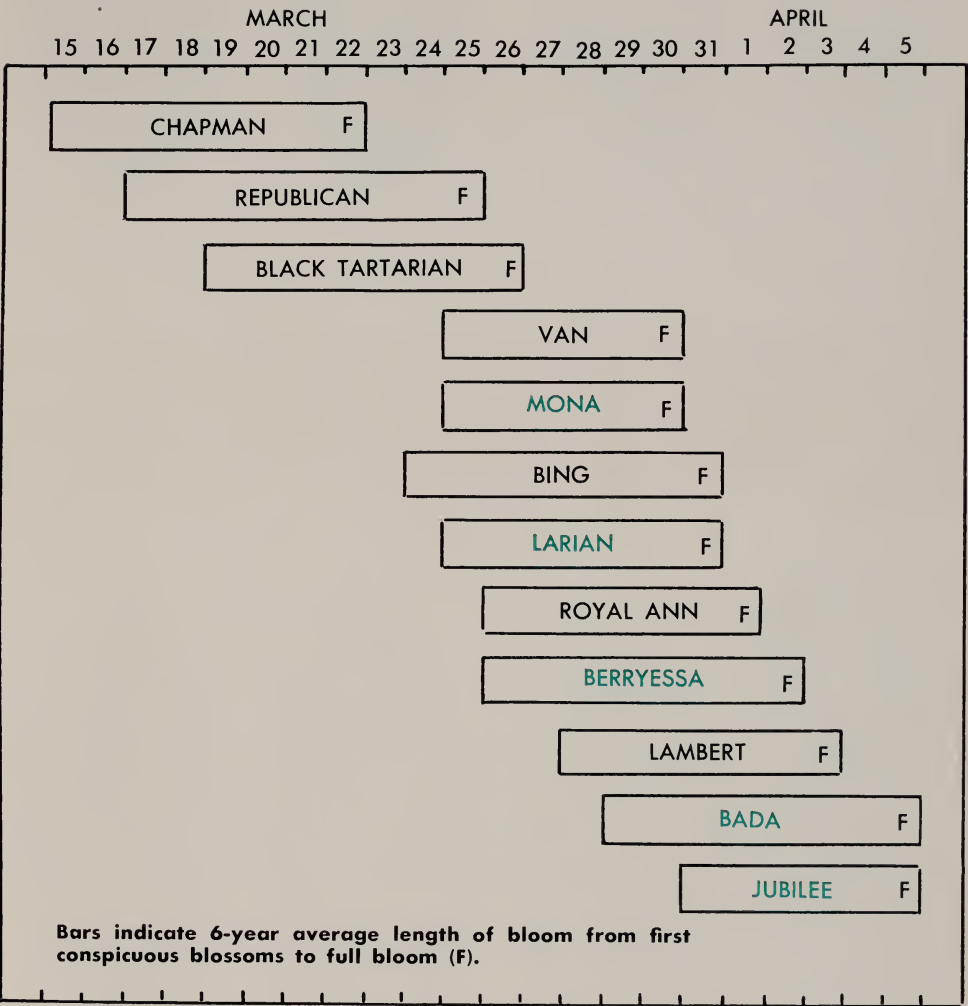 MARCH APRIL
15 16 17 18 19 20 21 22 23 24 25 26 27 28 29 30 31 1 2 3 4 5
CHAPMAN F
REPUBLICAN F
BLACK TARTARIAN F
VAN F
MONA F
BING F
LARIAN F
ROYAL ANN F
BERRYESSA F
LAMBERT F
BADA F
JUBILEE F
Bars indicate 6-year average length of bloom from first
conspicuous blossoms to full bloom (F).